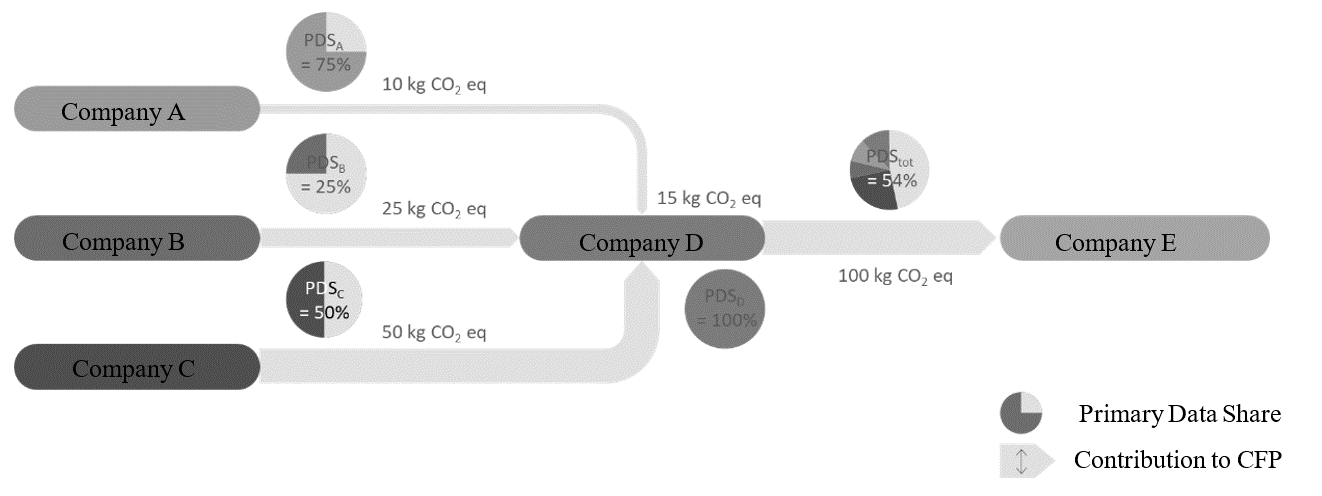 PDSA
= 75%
10 kg CO2 eq
Company A
PDSB
= 25%
25 kg CO2 eq
Company B
PDSC
= 50%
50 kg CO2 eq
Company C
15 kg CO2 eq
Company D
PDSD
= 100%
PDStot
= 54%
100 kg CO2 eq
Company E
Primary Data Share
Contribution to CFP